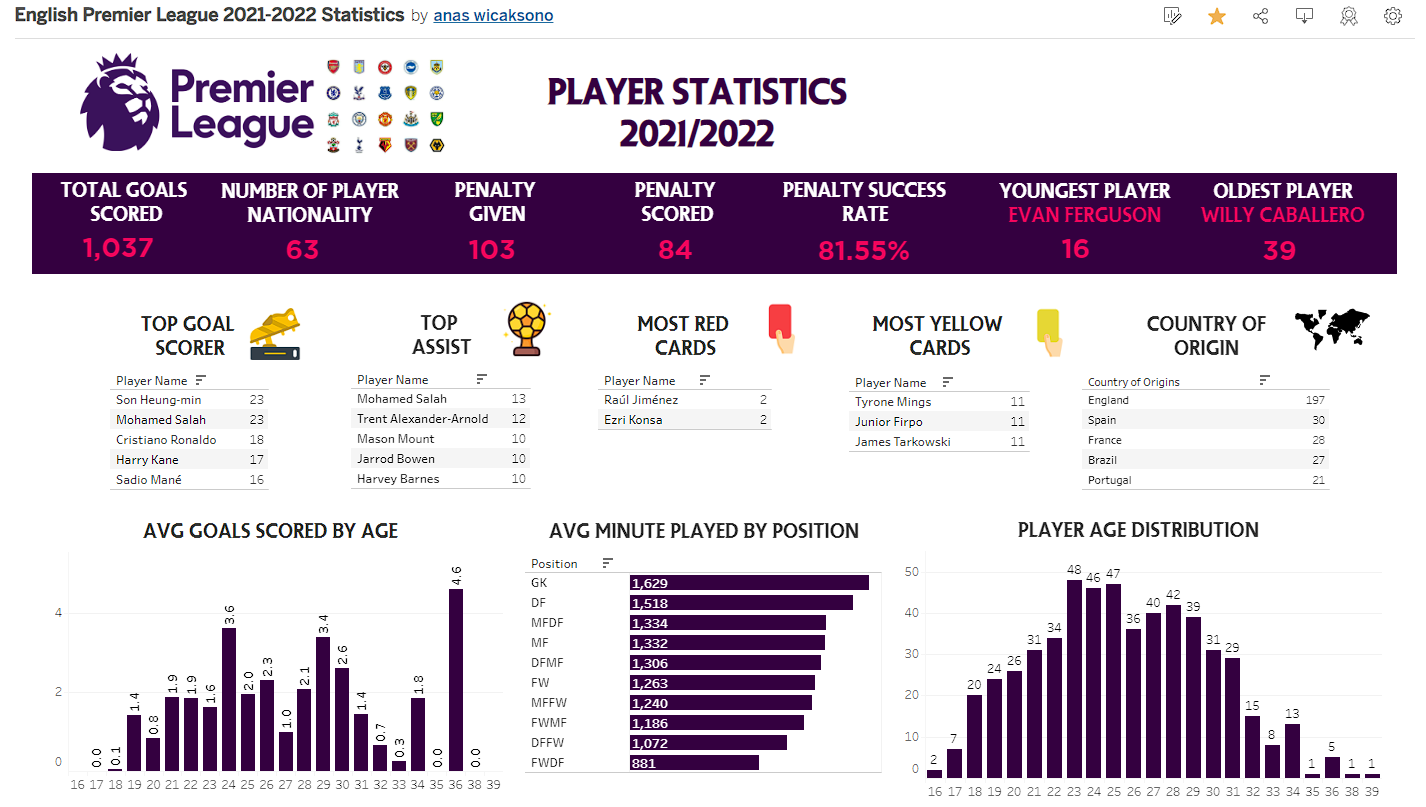 English Premier League 2021-2022 Statistics by anas wicaksono
Premier
League
PLAYER STATISTICS
2021/2022
TOTAL GOALS
SCORED
1,037
NUMBER OF PLAYER
NATIONALITY
63
PENALTY
GIVEN
103
PENALTY
SCORED
84
PENALTY SUCCESS
RATE
81.55%
YOUNGEST PLAYER
EVAN FERGUSON
16
OLDEST PLAYER
WILLY CABALLERO
39
TOP GOAL
SCORER
Player Name
Son Heung-min 23
Mohamed Salah 23
Cristiano Ronaldo 18
Harry Kane 17
Sadio Mané 16
TOP
ASSIST
Player Name
Mohamed Salah 13
Trent Alexander-Arnold 12
Mason Mount 10
Jarrod Bowen 10
Harvey Barnes 10
MOST RED
CARDS
Player Name
Raúl Jiménez 2
Ezri Konsa 2
MOST YELLOW
CARDS
Player Name
Tyrone Mings 11
Junior Firpo 11
James Tarkowski 11
COUNTRY OF
ORIGIN
Country of Origins
England 197
Spain 30
France 28
Brazil 27
Portugal 21
AVG GOALS SCORED BY AGE
4
2
0
0.0 0.1 1.4 0.8 1.9 1.9 1.6 3.6 2.0 2.3 1.0 2.1 3.4 2.6 1.4 0.7 0.3 1.8 0.0 4.6 0.0
16 17 18 19 20 21 22 23 24 25 26 27 28 29 30 31 32 33 34 35 36 38 39
AVG MINUTE PLAYED BY POSITION
Position
GK 1,629
DF 1,518
MFDF 1,334
MF 1,332
DFMF 1,306
FW 1,263
MFFW 1,240
FWMF 1,186
DFFW 1,072
FWDF 881
PLAYER AGE DISTRIBUTION
50
40
30
20
10
0
2 7 20 24 26 31 34 48 46 47 36 40 42 39 31 29 15 8 13 1 5 1 1
16 17 18 19 20 21 22 23 24 25 26 27 28 29 30 31 32 33 34 35 36 38 39